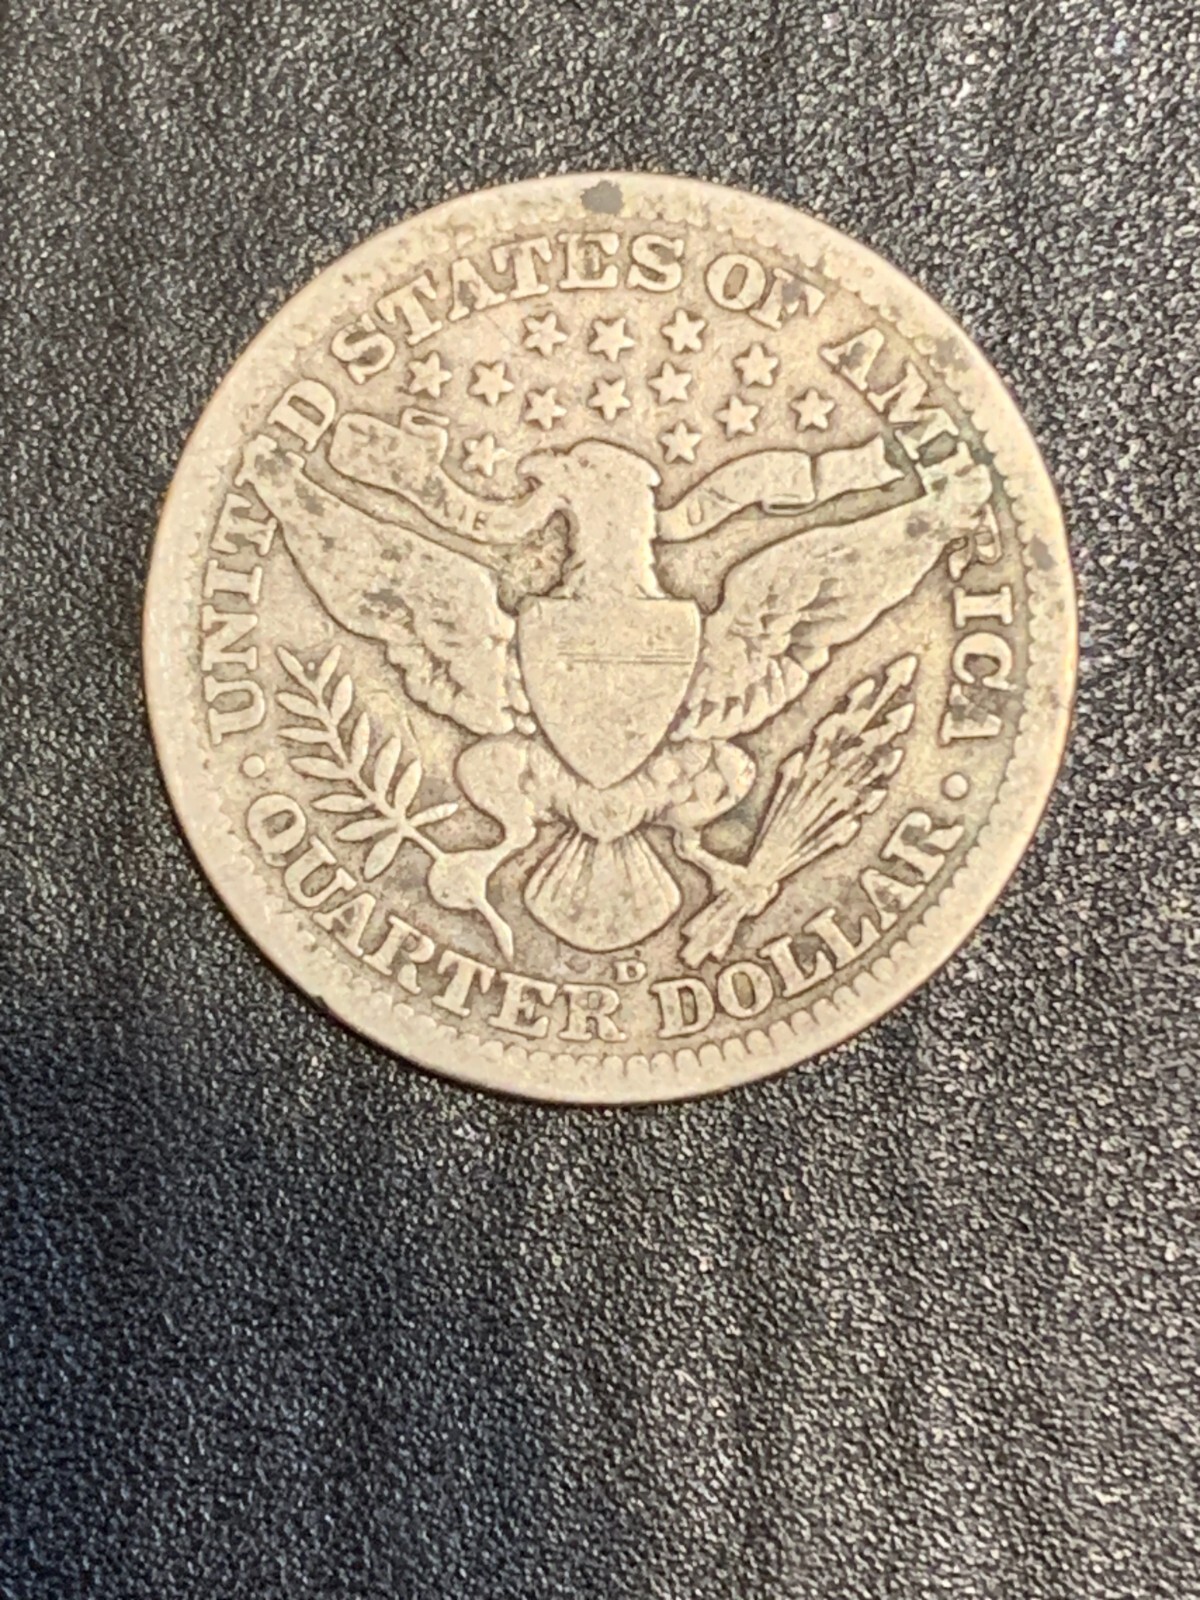 UNITED STATES OF AMERICA
D
QUARTER DOLLAR